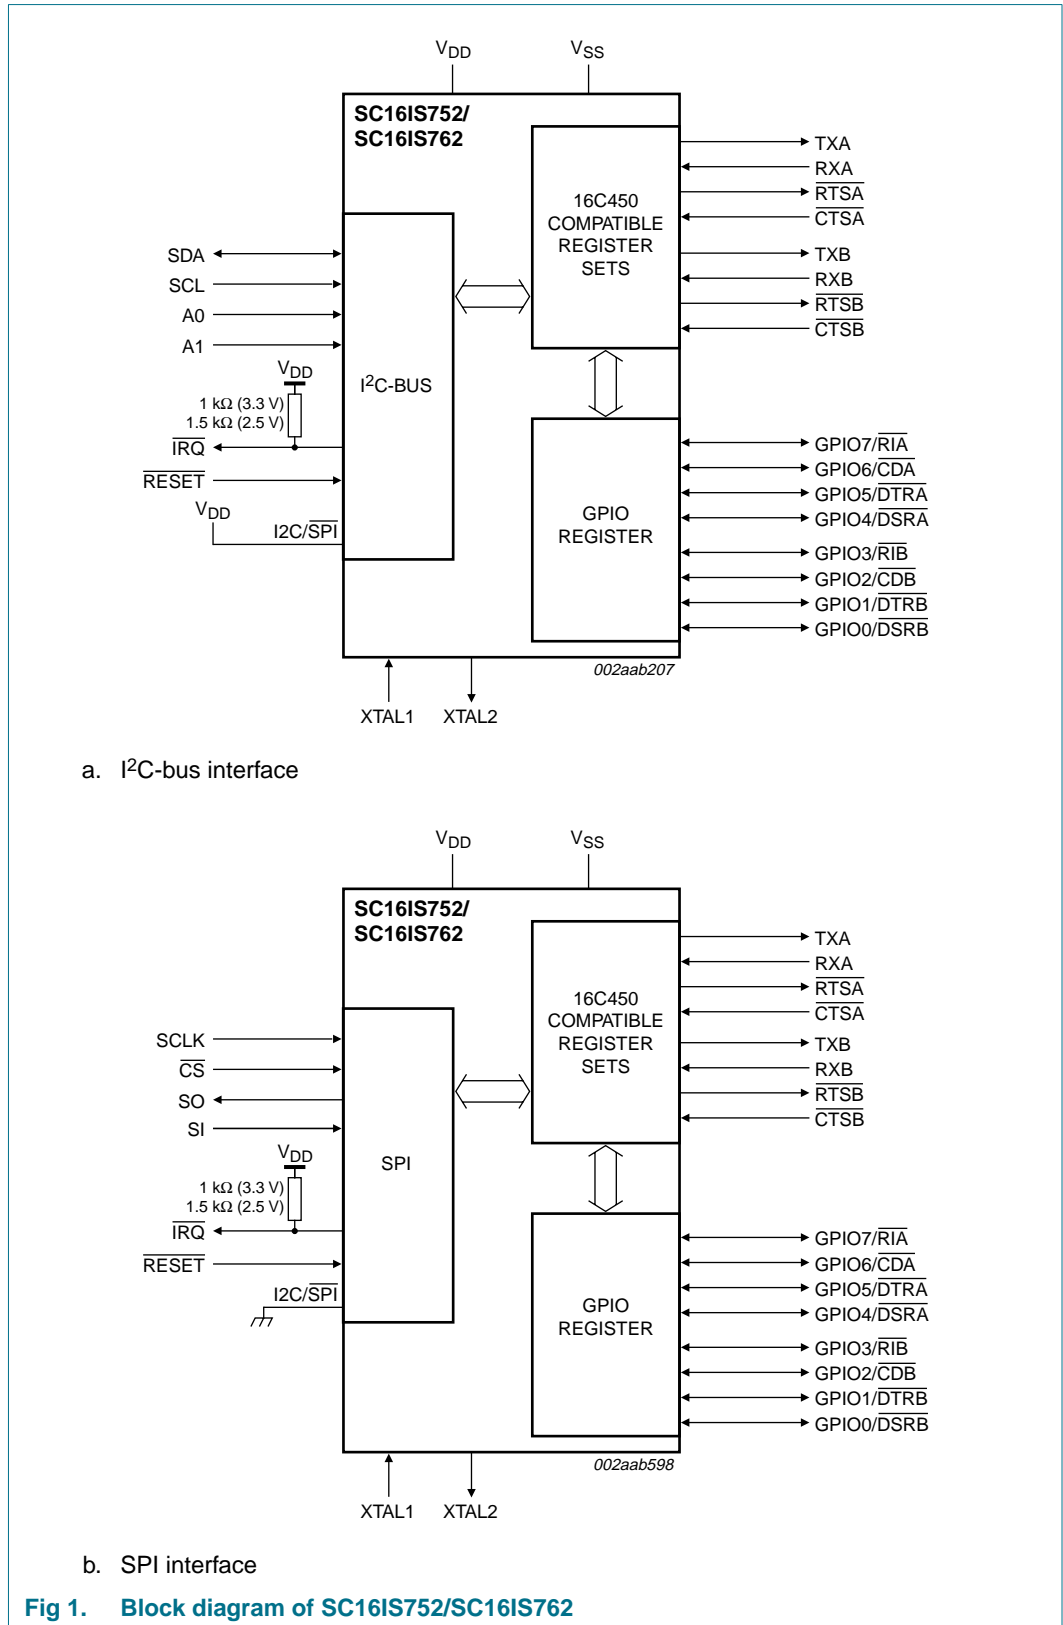 VDD
VSS
SC16IS752/
SC16IS762
16C450
COMPATIBLE
REGISTER
SETS
TXA
RXA
RTSA
CTSA
TXB
RXB
RTSB
CTSB
SDA
SCL
A0
A1
VDD
1 kΩ (3.3 V)
1.5 kΩ (2.5 V)
IRQ
RESET
VDD
I2C/SPI
I2C-BUS
GPIO
REGISTER
GPIO7/RIA
GPIO6/CDA
GPIO5/DTRA
GPIO4/DSRA
GPIO3/RIB
GPIO2/CDB
GPIO1/DTRB
GPIO0/DSRB
002aab207
XTAL1
XTAL2
a. I2C-bus interface
VDD
VSS
SC16IS752/
SC16IS762
16C450
COMPATIBLE
REGISTER
SETS
TXA
RXA
RTSA
CTSA
TXB
RXB
RTSB
CTSB
SCLK
CS
SO
SI
VDD
1 kΩ (3.3 V)
1.5 kΩ (2.5 V)
IRQ
RESET
I2C/SPI
SPI
GPIO
REGISTER
GPIO7/RIA
GPIO6/CDA
GPIO5/DTRA
GPIO4/DSRA
GPIO3/RIB
GPIO2/CDB
GPIO1/DTRB
GPIO0/DSRB
002aab598
XTAL1
XTAL2
b. SPI interface
Fig 1. Block diagram of SC16IS752/SC16IS762